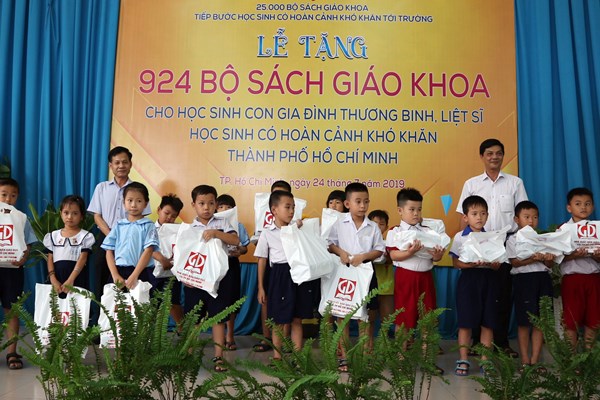 25.000 BỘ SÁCH GIÁO KHOA
TIẾP BƯỚC HỌC SINH CÓ HOÀN CẢNH KHÓ KHĂN TỚI TRƯỜNG
LỄ TẶNG
924 BỘ SÁCH GIÁO KHOA
CHO HỌC SINH CON GIA ĐÌNH THƯƠNG BINH, LIỆT SĨ
HỌC SINH CÓ HOÀN CẢNH KHÓ KHĂN
THÀNH PHỐ HỒ CHÍ MINH
TP. Hồ Chí Minh, ngày 24 tháng 7 năm 2019